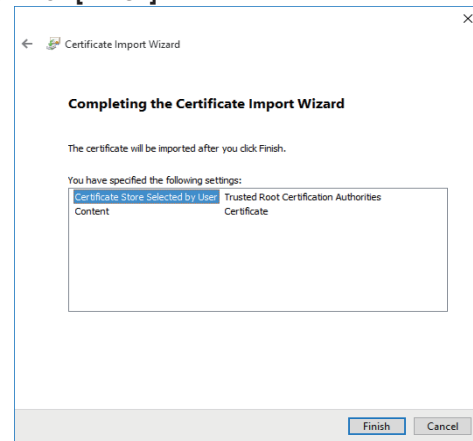 Certificate Import Wizard
Completing the Certificate Import Wizard
The certificate will be imported after you click Finish.
You have specified the following settings:
Certificate Store Selected by User Trusted Root Certification Authorities
Content Certificate
Finish Cancel